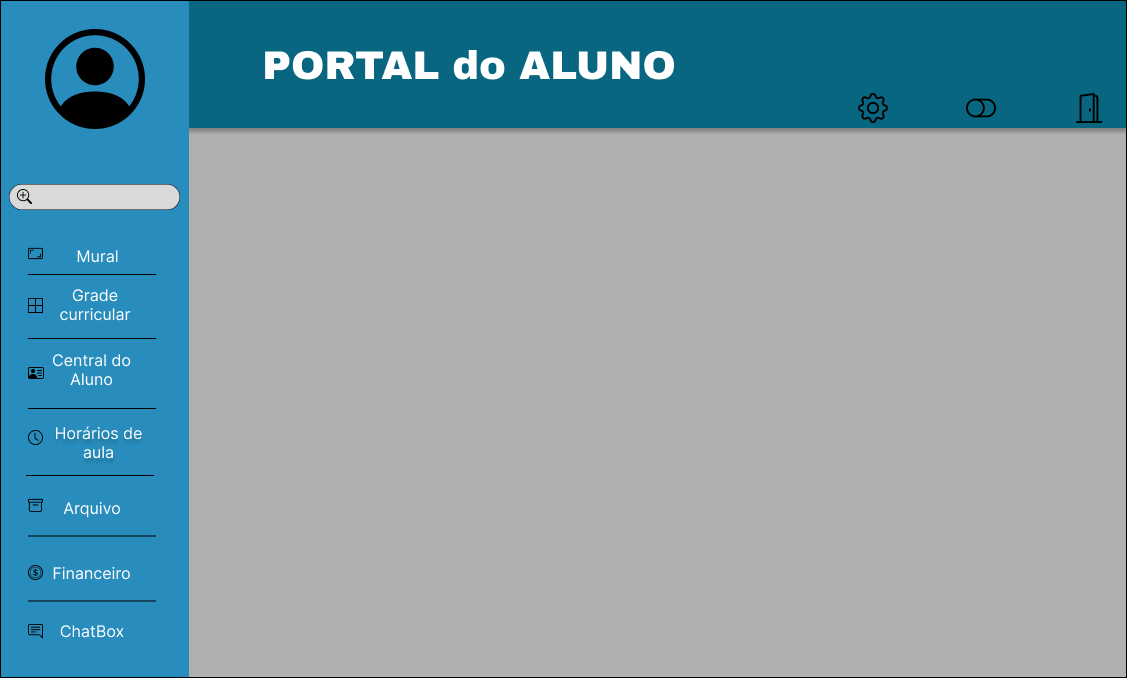 PORTAL do ALUNO
Mural
Grade
curricular
Central do
Aluno
Horários de
aula
Arquivo
Financeiro
ChatBox